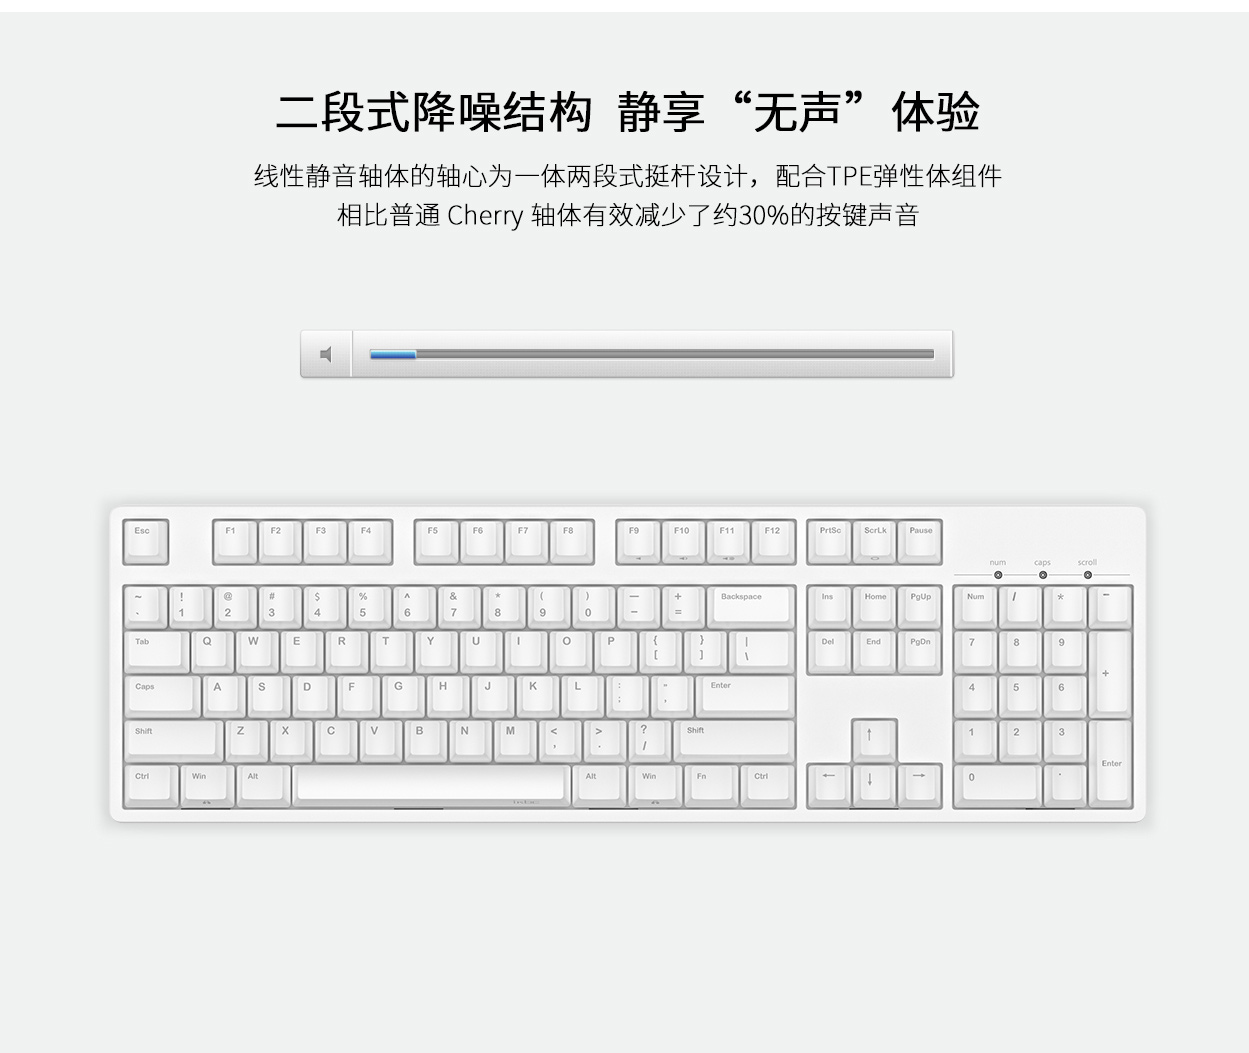 二段式降噪结构 静享“无声”体验
线性静音轴体的轴心为一体两段式挺杆设计，配合TPE弹性体组件
相比普通 Cherry 轴体有效减少了约30%的按键声音
Esc F1 F2 F3 F4 F5 F6 F7 F8 F9 F10 F11 F12 PrtSc ScrLk Pause
num caps scroll
~ ! @ # $ % ^ & * ( ) — + Backspace Ins Home PgUp Num / * -
` 1 2 3 4 5 6 7 8 9 0 - =
Tab Q W E R T Y U I O P { } | Del End PgDn 7 8 9
[ ] \
+
Caps A S D F G H J K L : " Enter 4 5 6
; '
Shift Z X C V B N M < > ? Shift ↑ 1 2 3
, . /
Enter
Ctrl Win Alt Alt Win Fn Ctrl ← ↓ → 0 .